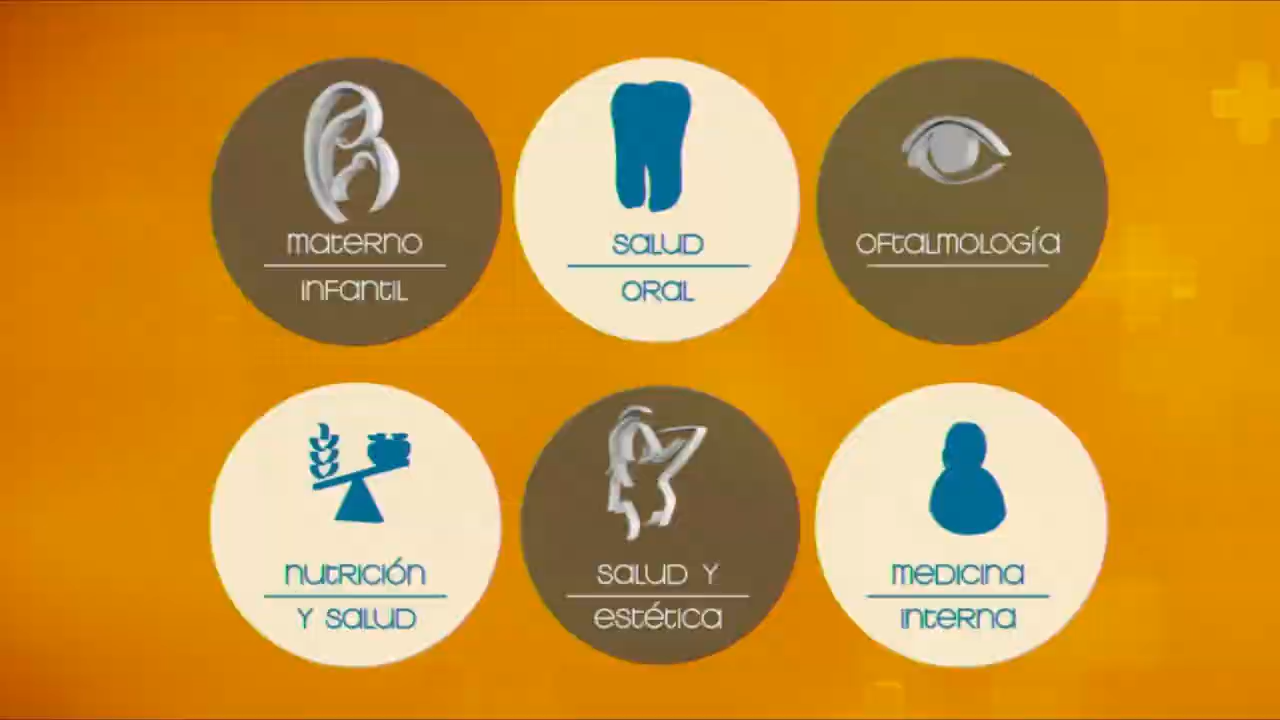 materno
infantil
salud
oral
oftalmología
nutrición
y salud
salud y
estética
medicina
interna